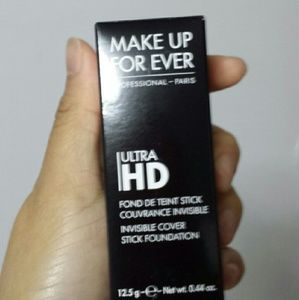 MAKE UP
FOR EVER
PROFESSIONAL – PARIS
ULTRA
HD
FOND DE TEINT STICK
COUVRANCE INVISIBLE
INVISIBLE COVER
STICK FOUNDATION
12.5 g ℮ Net wt. 0.44 oz.